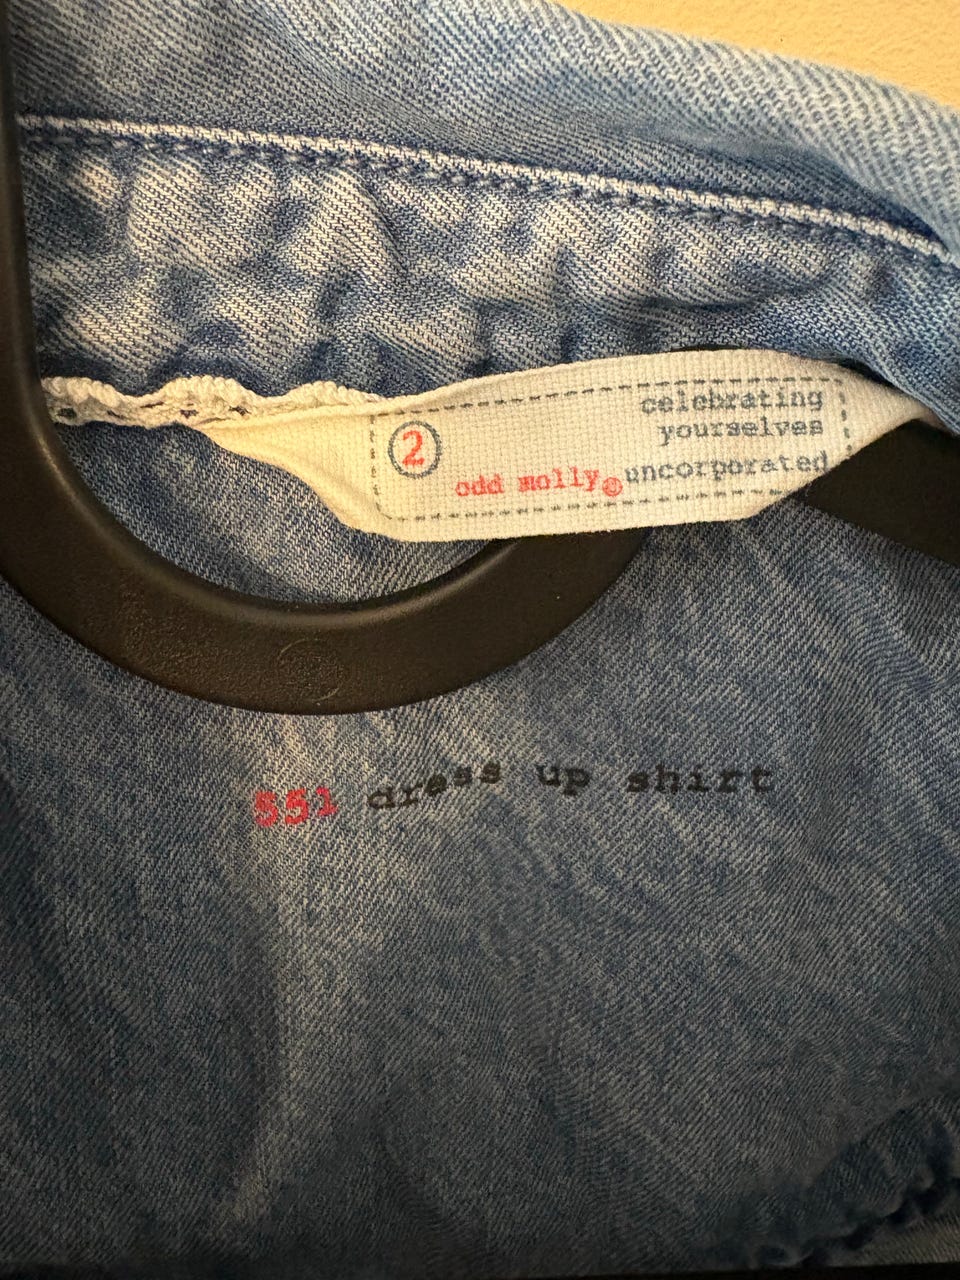 celebrating
yourselves
2
odd molly® uncorporated
551 dress up shirt